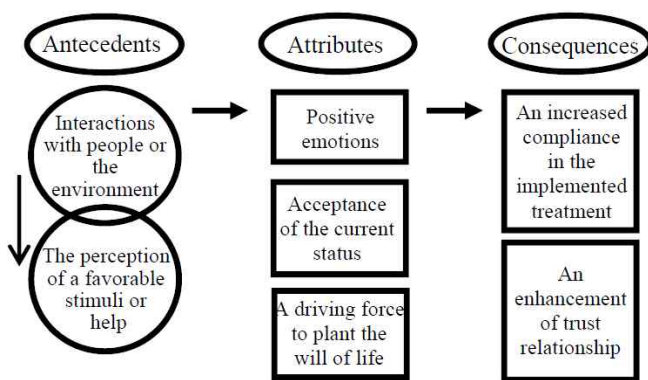 Antecedents
Attributes
Consequences
Interactions
with people or
the
environment
The perception
of a favorable
stimuli or
help
Positive
emotions
Acceptance
of the current
status
A driving force
to plant the
will of life
An increased
compliance
in the
implemented
treatment
An
enhancement
of trust
relationship